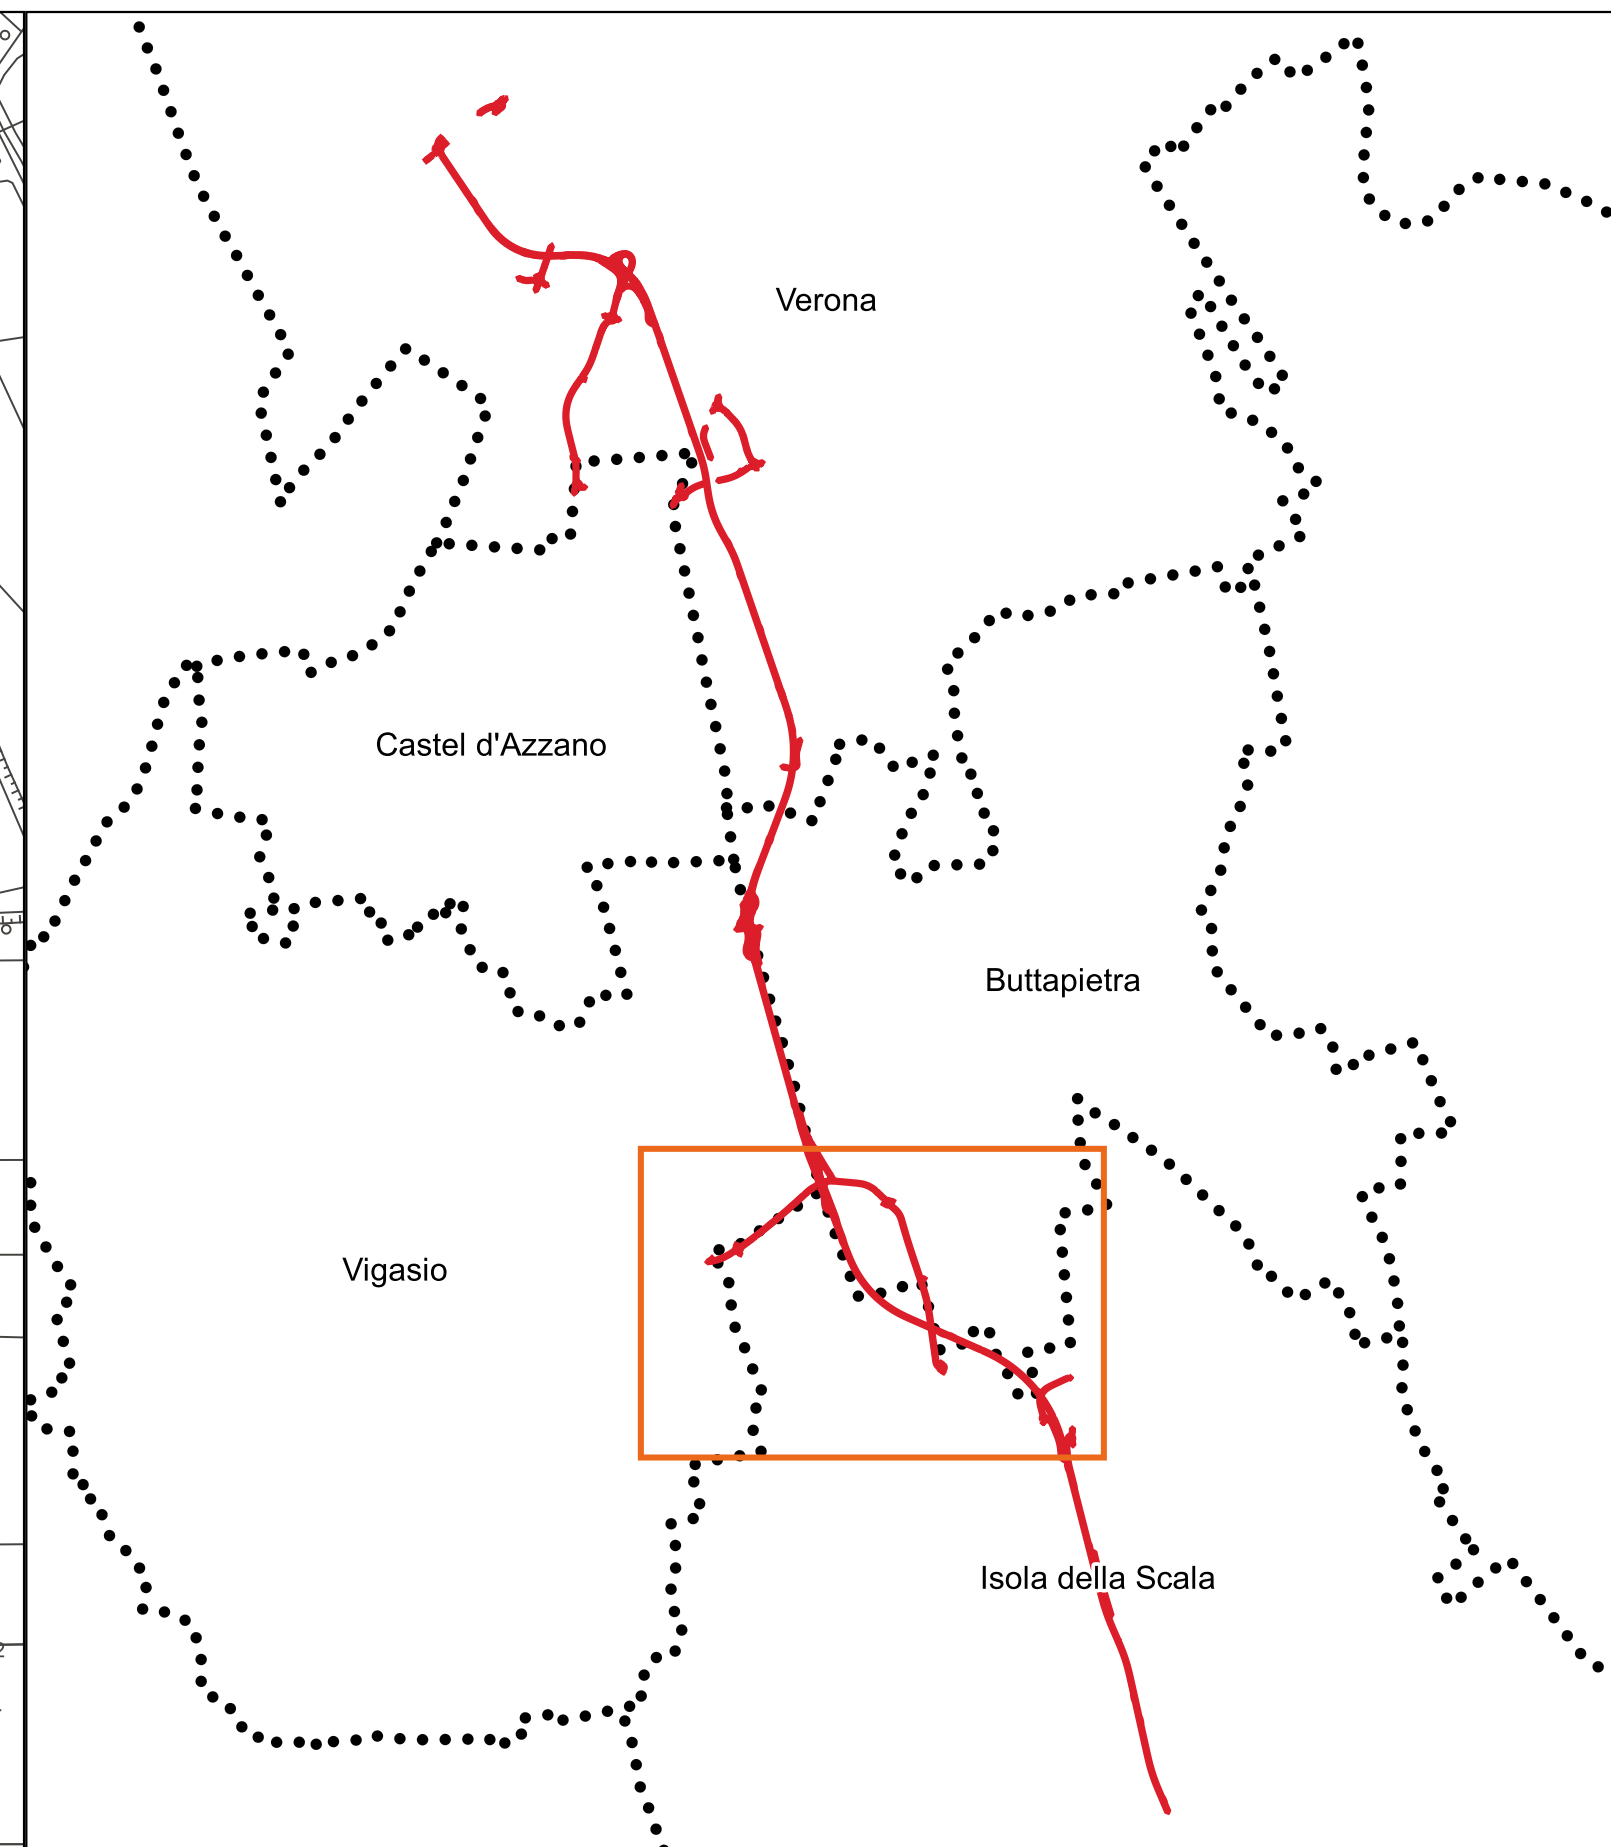 Verona
Castel d'Azzano
Buttapietra
Vigasio
Isola della Scala